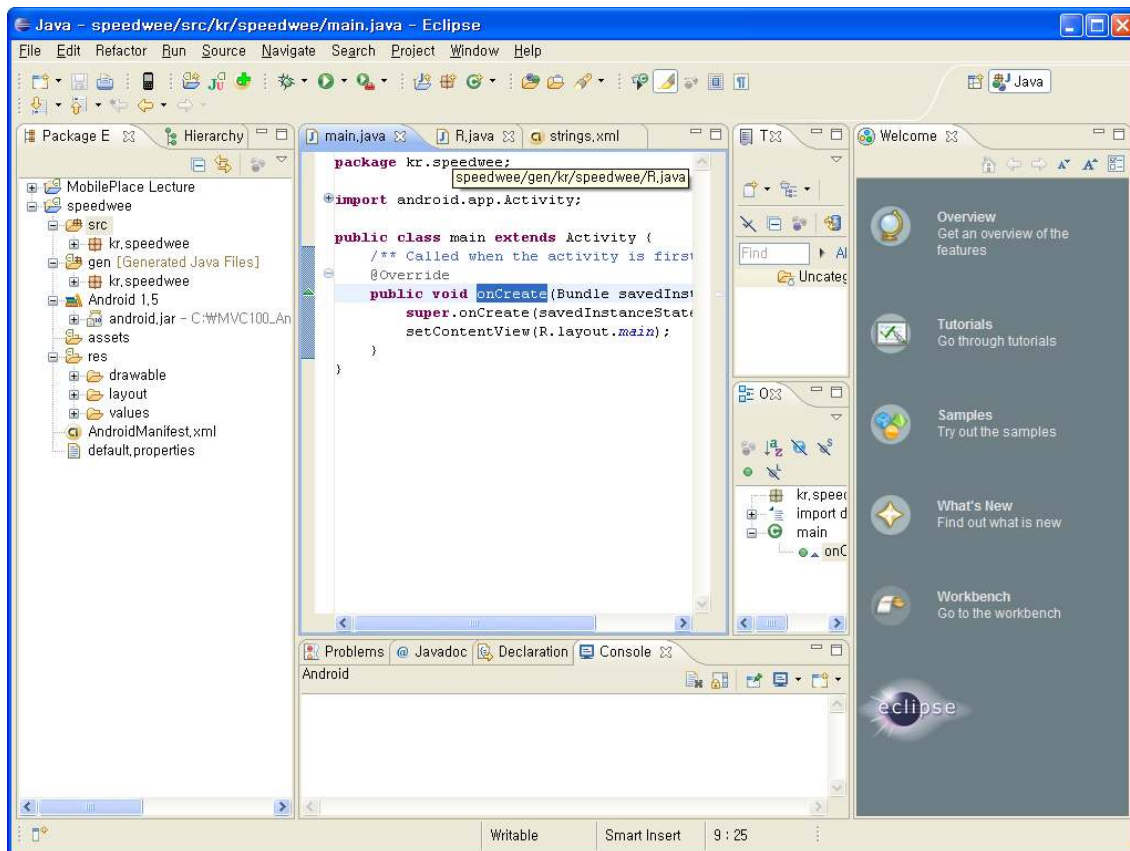 Java - speedwee/src/kr/speedwee/main.java - Eclipse
File Edit Refactor Run Source Navigate Search Project Window Help
Java
Package E
Hierarchy
MobilePlace Lecture
speedwee
src
kr.speedwee
gen [Generated Java Files]
kr.speedwee
Android 1.5
android.jar - C:₩MVC100_An
assets
res
drawable
layout
values
AndroidManifest.xml
default.properties
main.java
R.java
strings.xml
package kr.speedwee;
speedwee/gen/kr/speedwee/R.java
import android.app.Activity;
public class main extends Activity {
/** Called when the activity is first
@Override
public void onCreate(Bundle savedInst
super.onCreate(savedInstanceState
setContentView(R.layout.main);
}
}
T
Find
Al
Uncateg
O
kr.speed
import d
main
onC
Welcome
Overview
Get an overview of the
features
Tutorials
Go through tutorials
Samples
Try out the samples
What's New
Find out what is new
Workbench
Go to the workbench
eclipse
Problems
@ Javadoc
Declaration
Console
Android
Writable
Smart Insert
9 : 25